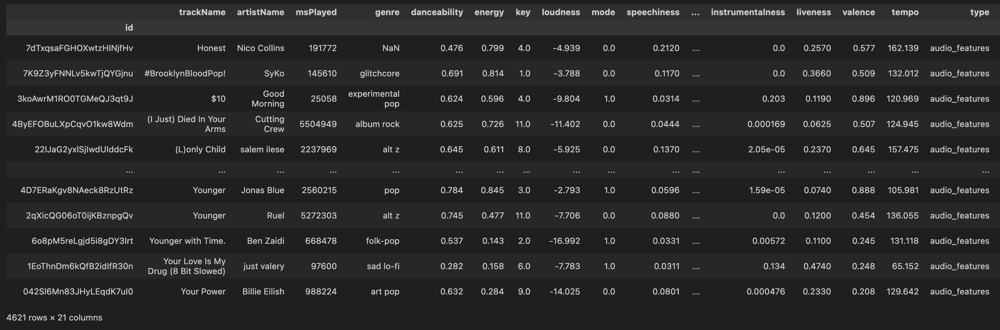 trackName artistName msPlayed genre danceability energy key loudness mode speechiness ... instrumentalness liveness valence tempo type
id
7dTxqsaFGHOXwtzHINjfHv Honest Nico Collins 191772 NaN 0.476 0.799 4.0 -4.939 0.0 0.2120 ... 0.0 0.2570 0.577 162.139 audio_features
7K9Z3yFNNLv5kwTjQYGjnu #BrooklynBloodPop! SyKo 145610 glitchcore 0.691 0.814 1.0 -3.788 0.0 0.1170 ... 0.0 0.3660 0.509 132.012 audio_features
3koAwrM1RO0TGMeQJ3qt9J $10 Good Morning 25058 experimental pop 0.624 0.596 4.0 -9.804 1.0 0.0314 ... 0.203 0.1190 0.896 120.969 audio_features
4ByEFOBuLXpCqvO1kw8Wdm (I Just) Died In Your Arms Cutting Crew 5504949 album rock 0.625 0.726 11.0 -11.402 0.0 0.0444 ... 0.000169 0.0625 0.507 124.945 audio_features
22IJaG2yxlSjIwdUIddcFk (L)only Child salem ilese 2237969 alt z 0.645 0.611 8.0 -5.925 0.0 0.1370 ... 2.05e-05 0.2370 0.645 157.475 audio_features
... ... ... ... ... ... ... ... ... ... ... ... ... ... ... ... ...
4D7ERaKgv8NAeck8RzUtRz Younger Jonas Blue 2560215 pop 0.784 0.845 3.0 -2.793 1.0 0.0596 ... 1.59e-05 0.0740 0.888 105.981 audio_features
2qXicQG06oT0ijKBznpgQv Younger Ruel 5272303 alt z 0.745 0.477 11.0 -7.706 0.0 0.0880 ... 0.0 0.1200 0.454 136.055 audio_features
6o8pM5reLgjd5i8gDY3Irt Younger with Time. Ben Zaidi 668478 folk-pop 0.537 0.143 2.0 -16.992 1.0 0.0331 ... 0.00572 0.1100 0.245 131.118 audio_features
1EoThnDm6kQfB2idIfR30n Your Love Is My Drug (8 Bit Slowed) just valery 97600 sad lo-fi 0.282 0.158 6.0 -7.783 1.0 0.0311 ... 0.134 0.4740 0.248 65.152 audio_features
042Sl6Mn83JHyLEqdK7uI0 Your Power Billie Eilish 988224 art pop 0.632 0.284 9.0 -14.025 0.0 0.0801 ... 0.000476 0.2330 0.208 129.642 audio_features
4621 rows × 21 columns